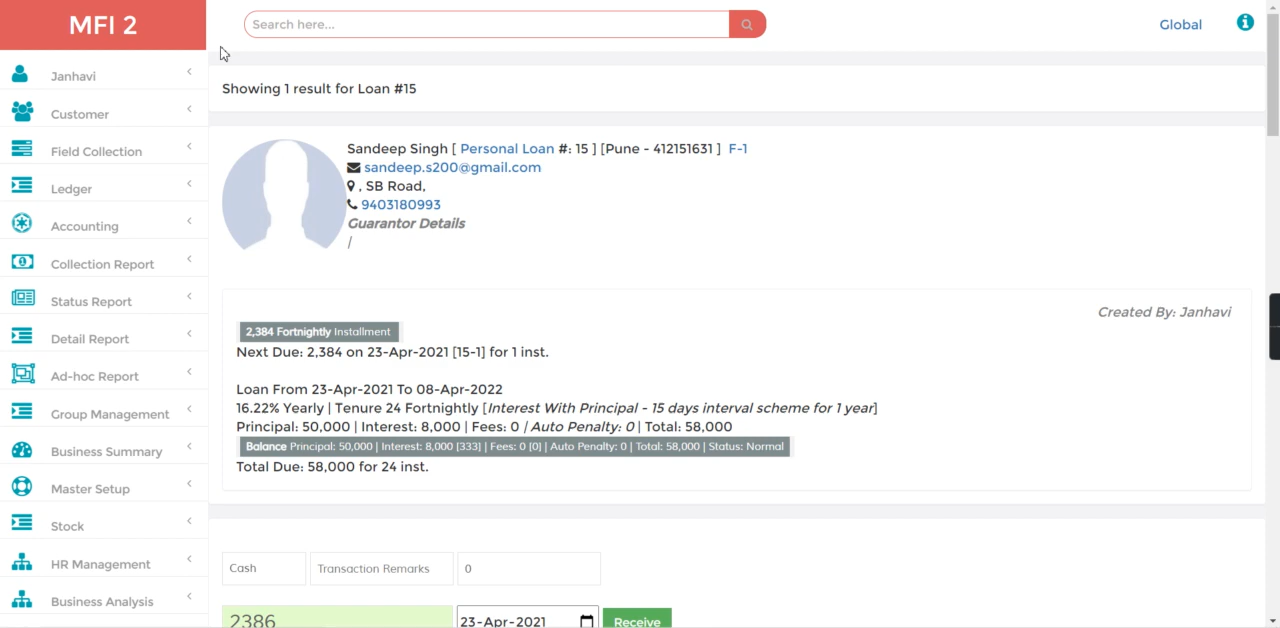 MFI 2
Search here...
Global
Janhavi
Customer
Field Collection
Ledger
Accounting
Collection Report
Status Report
Detail Report
Ad-hoc Report
Group Management
Business Summary
Master Setup
Stock
HR Management
Business Analysis
Showing 1 result for Loan #15
Sandeep Singh [ Personal Loan #: 15 ] [Pune - 412151631 ] F-1
sandeep.s200@gmail.com
, SB Road,
9403180993
Guarantor Details
/
Created By: Janhavi
2,384 Fortnightly Installment
Next Due: 2,384 on 23-Apr-2021 [15-1] for 1 inst.
Loan From 23-Apr-2021 To 08-Apr-2022
16.22% Yearly | Tenure 24 Fortnightly [Interest With Principal - 15 days interval scheme for 1 year]
Principal: 50,000 | Interest: 8,000 | Fees: 0 | Auto Penalty: 0 | Total: 58,000
Balance Principal: 50,000 | Interest: 8,000 [333] | Fees: 0 [0] | Auto Penalty: 0 | Total: 58,000 | Status: Normal
Total Due: 58,000 for 24 inst.
Cash Transaction Remarks 0
2386 23-Apr-2021 Receive